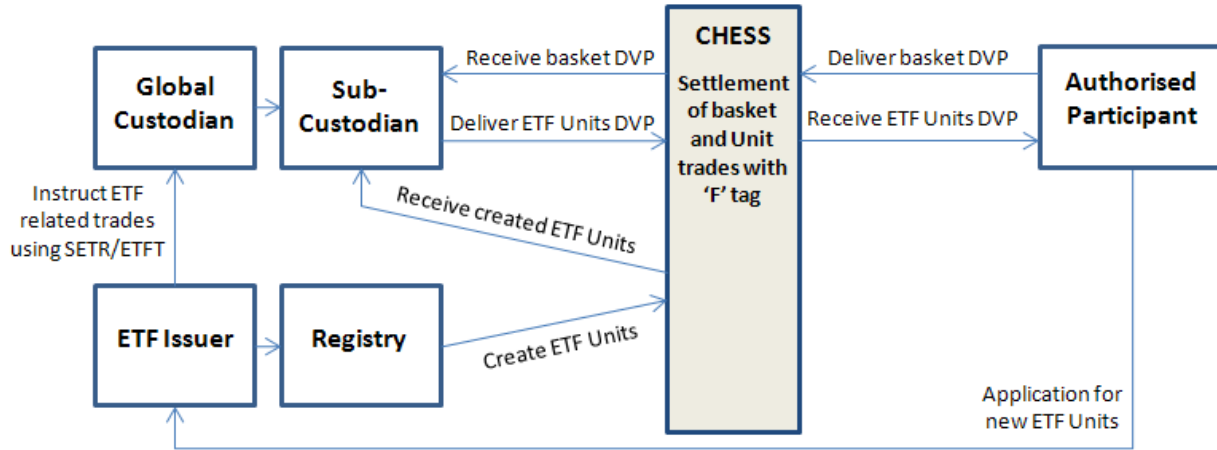 Global
Custodian
Sub-
Custodian
Receive basket DVP
Deliver ETF Units DVP
CHESS
Settlement
of basket
and Unit
trades with
‘F’ tag
Deliver basket DVP
Receive ETF Units DVP
Authorised
Participant
Instruct ETF
related trades
using SETR/ETFT
Receive created ETF Units
ETF Issuer
Registry
Create ETF Units
Application for
new ETF Units